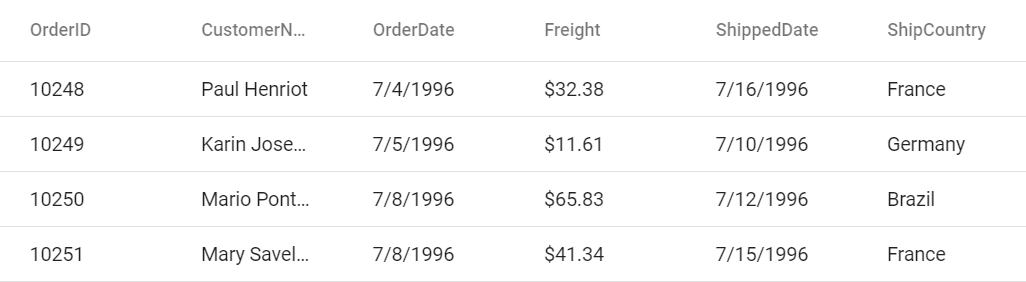 OrderID CustomerN... OrderDate Freight ShippedDate ShipCountry
10248 Paul Henriot 7/4/1996 $32.38 7/16/1996 France
10249 Karin Jose... 7/5/1996 $11.61 7/10/1996 Germany
10250 Mario Pont... 7/8/1996 $65.83 7/12/1996 Brazil
10251 Mary Savel... 7/8/1996 $41.34 7/15/1996 France